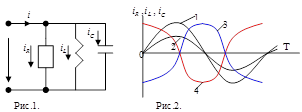 i
i_R
i_L
i_C
Рис.1.
i_R ; i_L ; i_C
1
2
3
0
T
4
Рис.2.